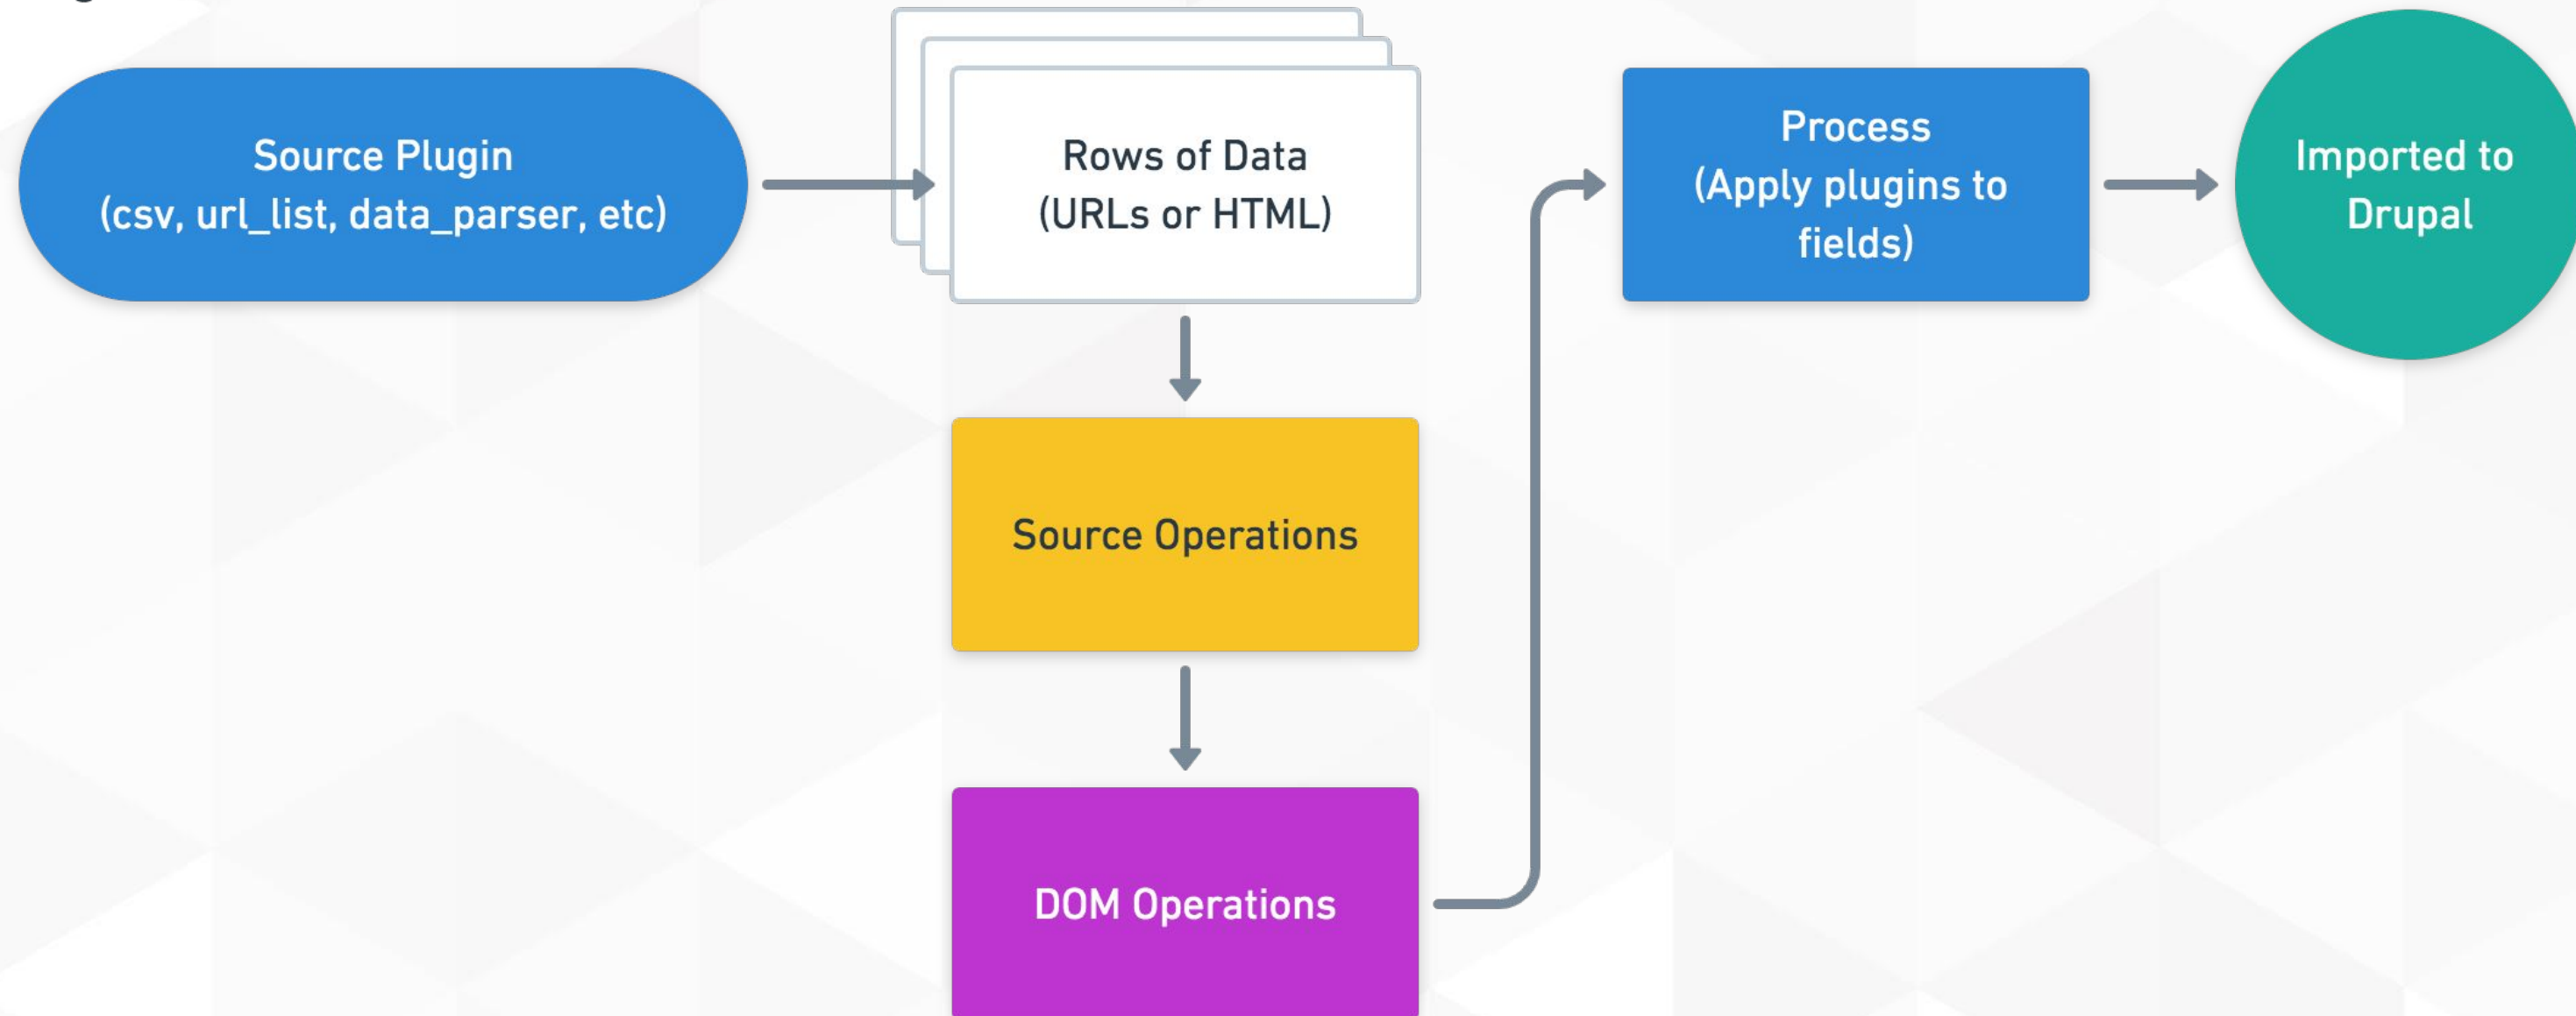 Source Plugin
(csv, url_list, data_parser, etc)
Rows of Data
(URLs or HTML)
Source Operations
DOM Operations
Process
(Apply plugins to
fields)
Imported to
Drupal